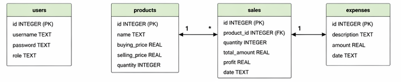 users
id INTEGER (PK)
username TEXT
password TEXT
role TEXT
products
id INTEGER (PK)
name TEXT
buying_price REAL
selling_price REAL
quantity INTEGER
1
*
sales
id INTEGER (PK)
product_id INTEGER (FK)
quantity INTEGER
total_amount REAL
profit REAL
date TEXT
1
expenses
id INTEGER (PK)
description TEXT
amount REAL
date TEXT